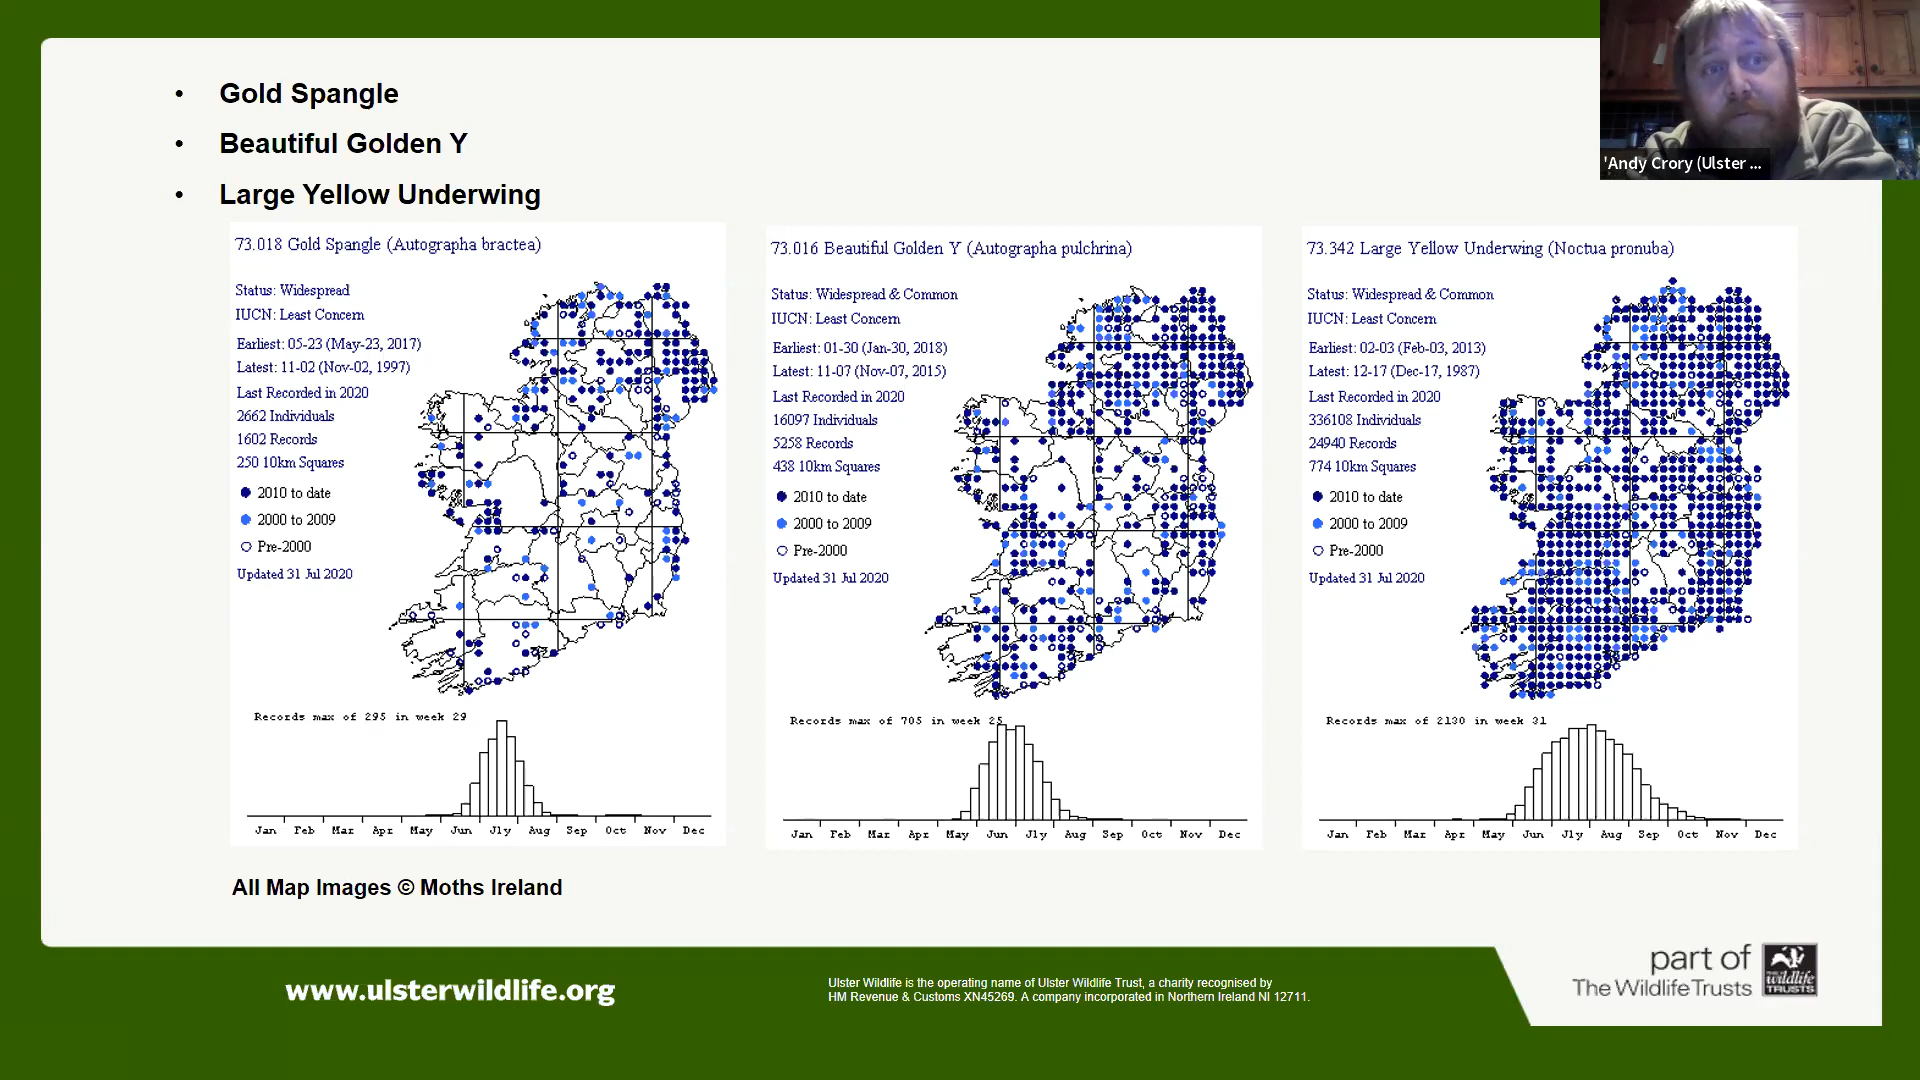 • Gold Spangle
• Beautiful Golden Y
• Large Yellow Underwing
'Andy Crory (Ulster ...
73.018 Gold Spangle (Autographa bractea)
Status: Widespread
IUCN: Least Concern
Earliest: 05-23 (May-23, 2017)
Latest: 11-02 (Nov-02, 1997)
Last Recorded in 2020
2662 Individuals
1602 Records
250 10km Squares
2010 to date
2000 to 2009
Pre-2000
Updated 31 Jul 2020
Records max of 295 in week 29
Jan Feb Mar Apr May Jun Jly Aug Sep Oct Nov Dec
73.016 Beautiful Golden Y (Autographa pulchrina)
Status: Widespread & Common
IUCN: Least Concern
Earliest: 01-30 (Jan-30, 2018)
Latest: 11-07 (Nov-07, 2015)
Last Recorded in 2020
16097 Individuals
5258 Records
438 10km Squares
2010 to date
2000 to 2009
Pre-2000
Updated 31 Jul 2020
Records max of 705 in week 25
Jan Feb Mar Apr May Jun Jly Aug Sep Oct Nov Dec
73.342 Large Yellow Underwing (Noctua pronuba)
Status: Widespread & Common
IUCN: Least Concern
Earliest: 02-03 (Feb-03, 2013)
Latest: 12-17 (Dec-17, 1987)
Last Recorded in 2020
336108 Individuals
24940 Records
774 10km Squares
2010 to date
2000 to 2009
Pre-2000
Updated 31 Jul 2020
Records max of 2130 in week 31
Jan Feb Mar Apr May Jun Jly Aug Sep Oct Nov Dec
All Map Images © Moths Ireland
www.ulsterwildlife.org
Ulster Wildlife is the operating name of Ulster Wildlife Trust, a charity recognised by
HM Revenue & Customs XN45269. A company incorporated in Northern Ireland NI 12711.
part of
The Wildlife Trusts
THE
wildlife
TRUSTS